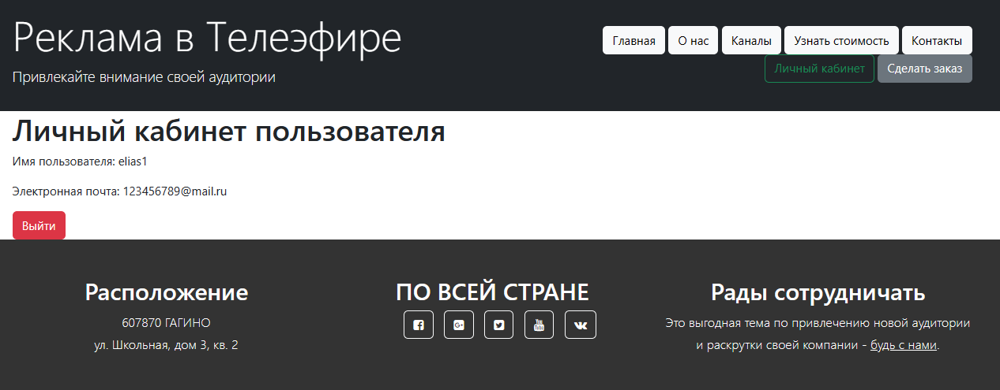 Реклама в Телеэфире
Привлекайте внимание своей аудитории
Главная О нас Каналы Узнать стоимость Контакты
Личный кабинет Сделать заказ
Личный кабинет пользователя
Имя пользователя: elias1
Электронная почта: 123456789@mail.ru
Выйти
Расположение
607870 ГАГИНО
ул. Школьная, дом 3, кв. 2
ПО ВСЕЙ СТРАНЕ
You Tube
Рады сотрудничать
Это выгодная тема по привлечению новой аудитории
и раскрутки своей компании - будь с нами.